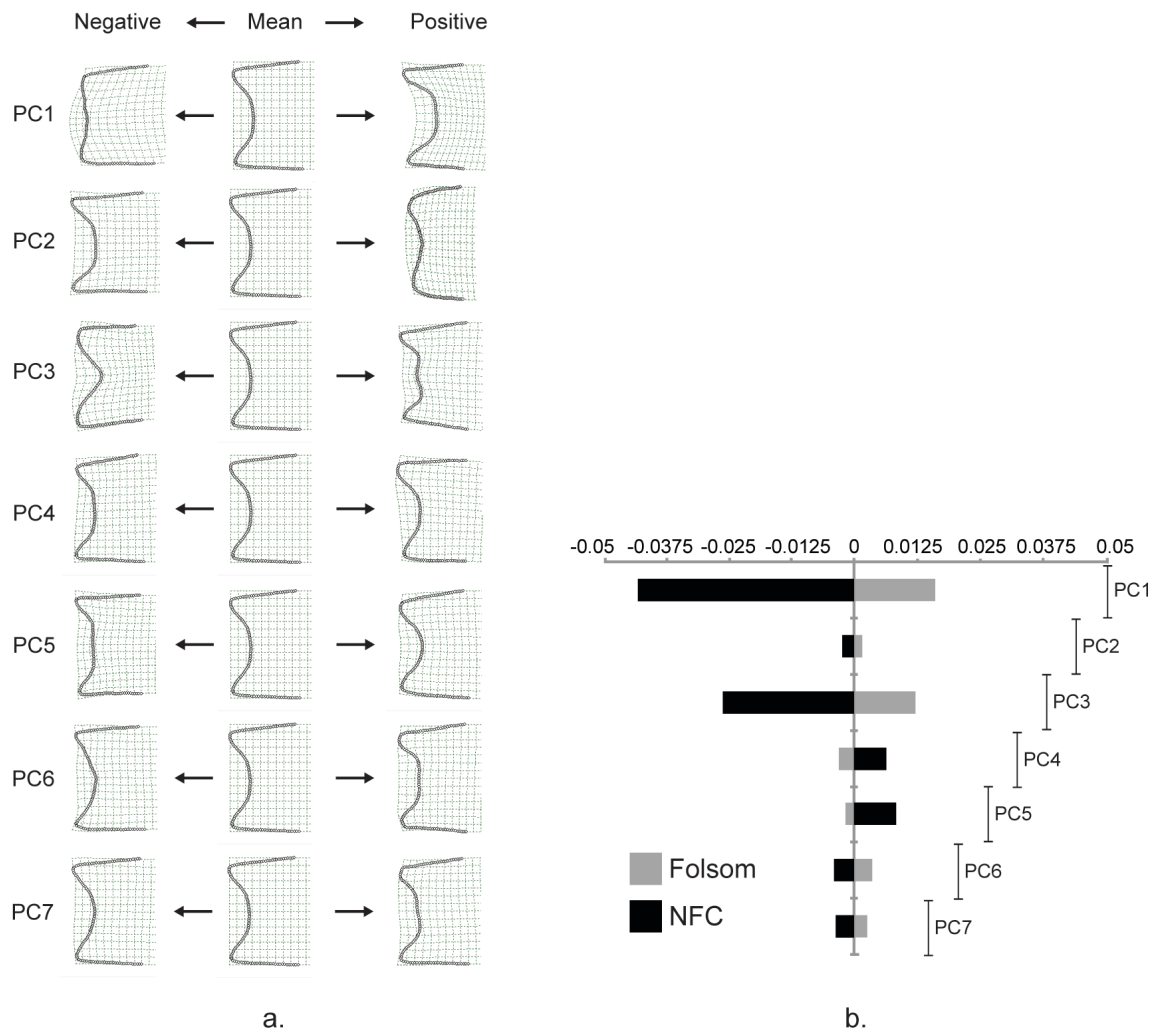 Negative Mean Positive
PC1
PC2
PC3
PC4
PC5
PC6
PC7
a.
-0.05 -0.0375 -0.025 -0.0125 0 0.0125 0.025 0.0375 0.05
PC1
PC2
PC3
PC4
PC5
PC6
PC7
Folsom
NFC
b.